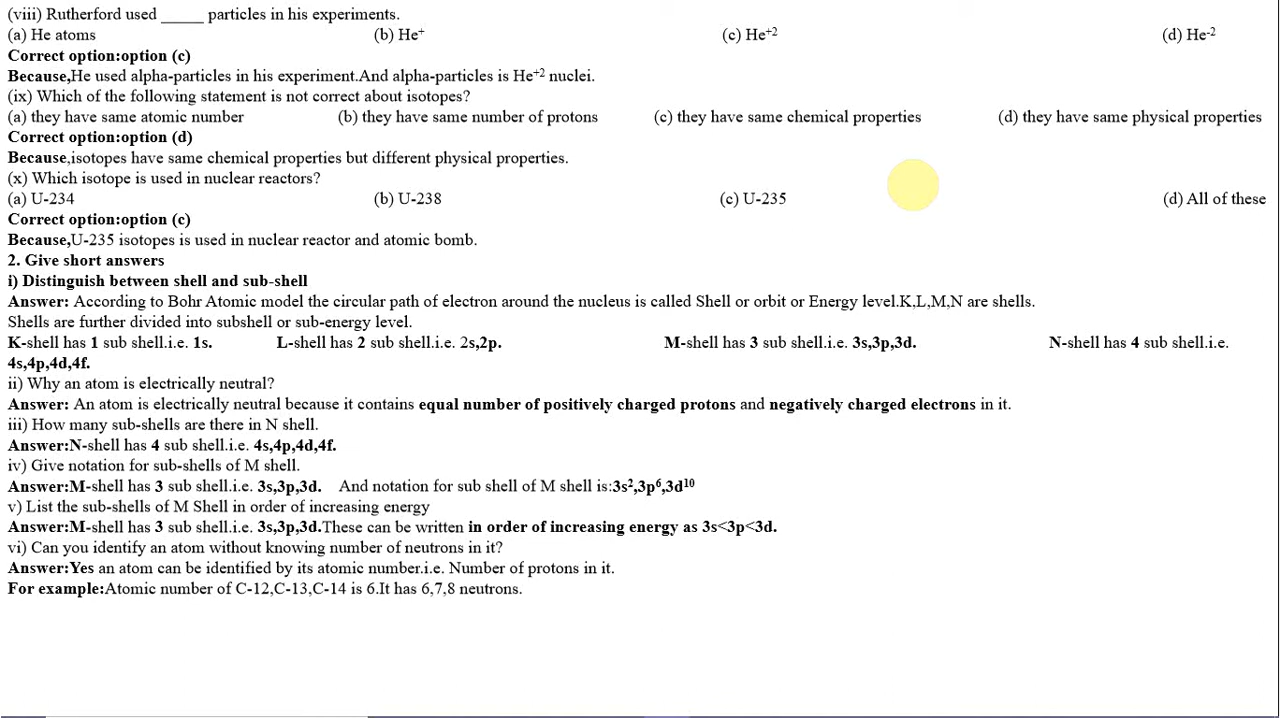 (viii) Rutherford used _____ particles in his experiments.
(a) He atoms (b) He⁺ (c) He⁺² (d) He⁻²
Correct option:option (c)
Because,He used alpha-particles in his experiment.And alpha-particles is He⁺² nuclei.
(ix) Which of the following statement is not correct about isotopes?
(a) they have same atomic number (b) they have same number of protons (c) they have same chemical properties (d) they have same physical properties
Correct option:option (d)
Because,isotopes have same chemical properties but different physical properties.
(x) Which isotope is used in nuclear reactors?
(a) U-234 (b) U-238 (c) U-235 (d) All of these
Correct option:option (c)
Because,U-235 isotopes is used in nuclear reactor and atomic bomb.
2. Give short answers
i) Distinguish between shell and sub-shell
Answer: According to Bohr Atomic model the circular path of electron around the nucleus is called Shell or orbit or Energy level.K,L,M,N are shells.
Shells are further divided into subshell or sub-energy level.
K-shell has 1 sub shell.i.e. 1s. L-shell has 2 sub shell.i.e. 2s,2p. M-shell has 3 sub shell.i.e. 3s,3p,3d. N-shell has 4 sub shell.i.e.
4s,4p,4d,4f.
ii) Why an atom is electrically neutral?
Answer: An atom is electrically neutral because it contains equal number of positively charged protons and negatively charged electrons in it.
iii) How many sub-shells are there in N shell.
Answer:N-shell has 4 sub shell.i.e. 4s,4p,4d,4f.
iv) Give notation for sub-shells of M shell.
Answer:M-shell has 3 sub shell.i.e. 3s,3p,3d. And notation for sub shell of M shell is:3s²,3p⁶,3d¹⁰
v) List the sub-shells of M Shell in order of increasing energy
Answer:M-shell has 3 sub shell.i.e. 3s,3p,3d.These can be written in order of increasing energy as 3s<3p<3d.
vi) Can you identify an atom without knowing number of neutrons in it?
Answer:Yes an atom can be identified by its atomic number.i.e. Number of protons in it.
For example:Atomic number of C-12,C-13,C-14 is 6.It has 6,7,8 neutrons.